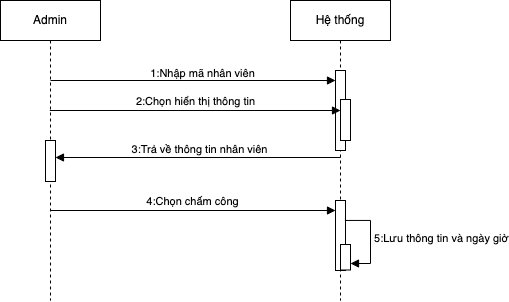 Admin
Hệ thống
1:Nhập mã nhân viên
2:Chọn hiển thị thông tin
3:Trả về thông tin nhân viên
4:Chọn chấm công
5:Lưu thông tin và ngày giờ